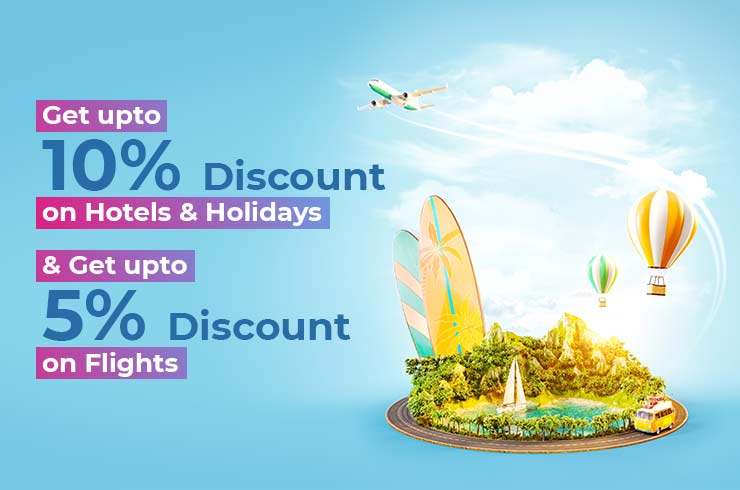 Get upto
10% Discount
on Hotels & Holidays
& Get upto
5% Discount
on Flights